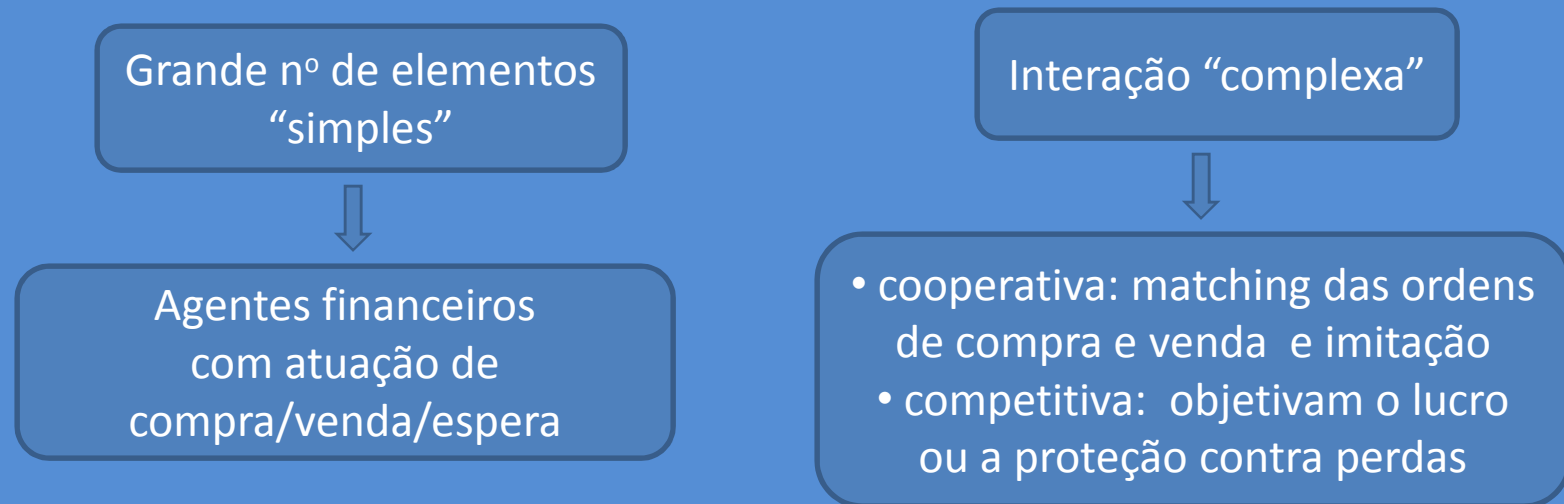 Grande nº de elementos
“simples”
Agentes financeiros
com atuação de
compra/venda/espera
Interação “complexa”
• cooperativa: matching das ordens
de compra e venda e imitação
• competitiva: objetivam o lucro
ou a proteção contra perdas